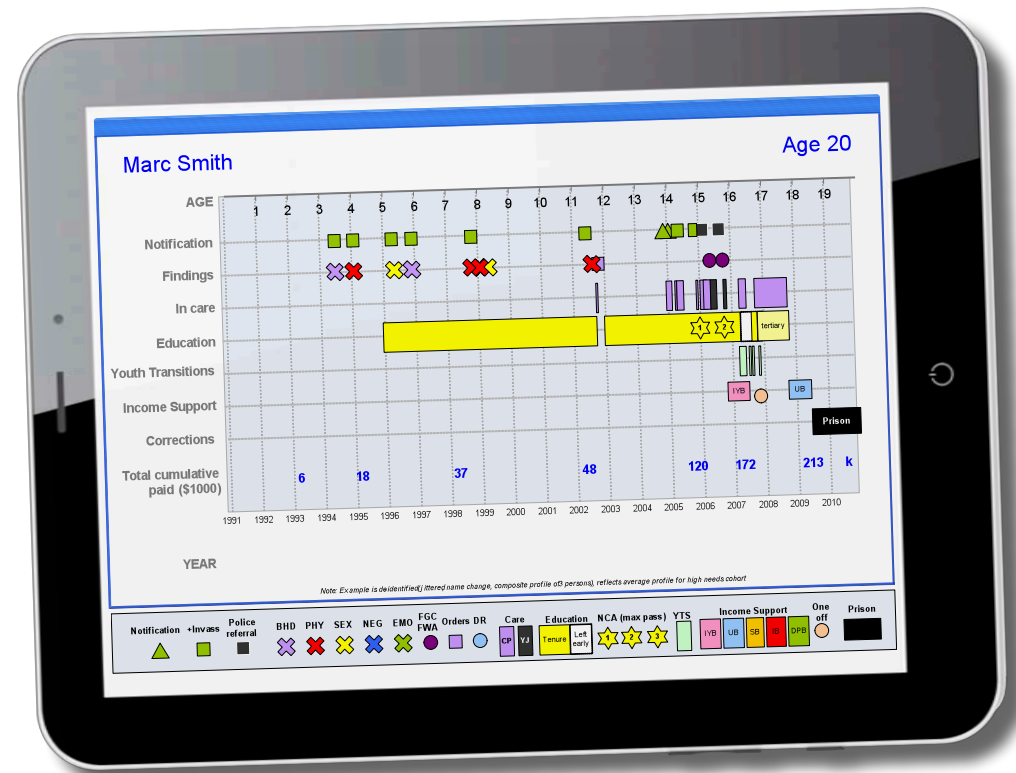 Marc Smith
Age 20
AGE
1 2 3 4 5 6 7 8 9 10 11 12 13 14 15 16 17 18 19
Notification
Findings
In care
Education
1 2 tertiary
Youth Transitions
Income Support
IYB UB
Corrections
Prison
Total cumulative
paid ($1000)
6 18 37 48 120 172 213 k
1991 1992 1993 1994 1995 1996 1997 1998 1999 2000 2001 2002 2003 2004 2005 2006 2007 2008 2009 2010
YEAR
Note: Example is deidentified(jittered name change, composite profile of3 persons), reflects average profile for high needs cohort
Notification +Invass Police
referral
BHD PHY SEX NEG EMO FGC
FWA
Orders DR Care
CP YJ
Education
Tenure Left
early
NCA (max pass)
1 2 3
YTS
Income Support
IYB UB SB IB DPB
One
off
Prison